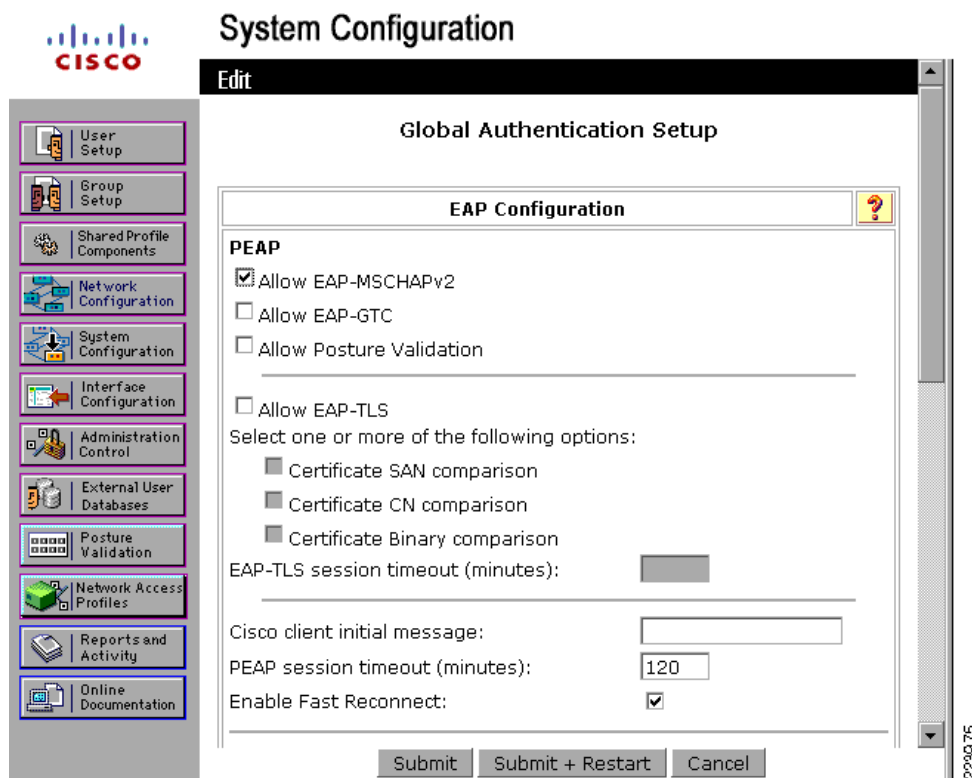 CISCO
System Configuration
Edit
User
Setup
Group
Setup
Shared Profile
Components
Network
Configuration
System
Configuration
Interface
Configuration
Administration
Control
External User
Databases
Posture
Validation
Network Access
Profiles
Reports and
Activity
Online
Documentation
Global Authentication Setup
EAP Configuration
?
PEAP
Allow EAP-MSCHAPv2
Allow EAP-GTC
Allow Posture Validation
Allow EAP-TLS
Select one or more of the following options:
Certificate SAN comparison
Certificate CN comparison
Certificate Binary comparison
EAP-TLS session timeout (minutes):
Cisco client initial message:
PEAP session timeout (minutes): 120
Enable Fast Reconnect:
Submit Submit + Restart Cancel